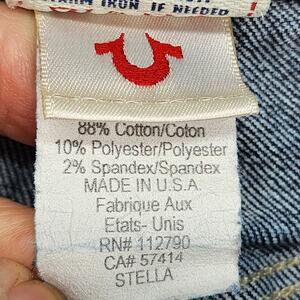 WARM IRON IF NEEDED
88% Cotton/Coton
10% Polyester/Polyester
2% Spandex/Spandex
MADE IN U.S.A.
Fabrique Aux
Etats- Unis
RN# 112790
CA# 57414
STELLA